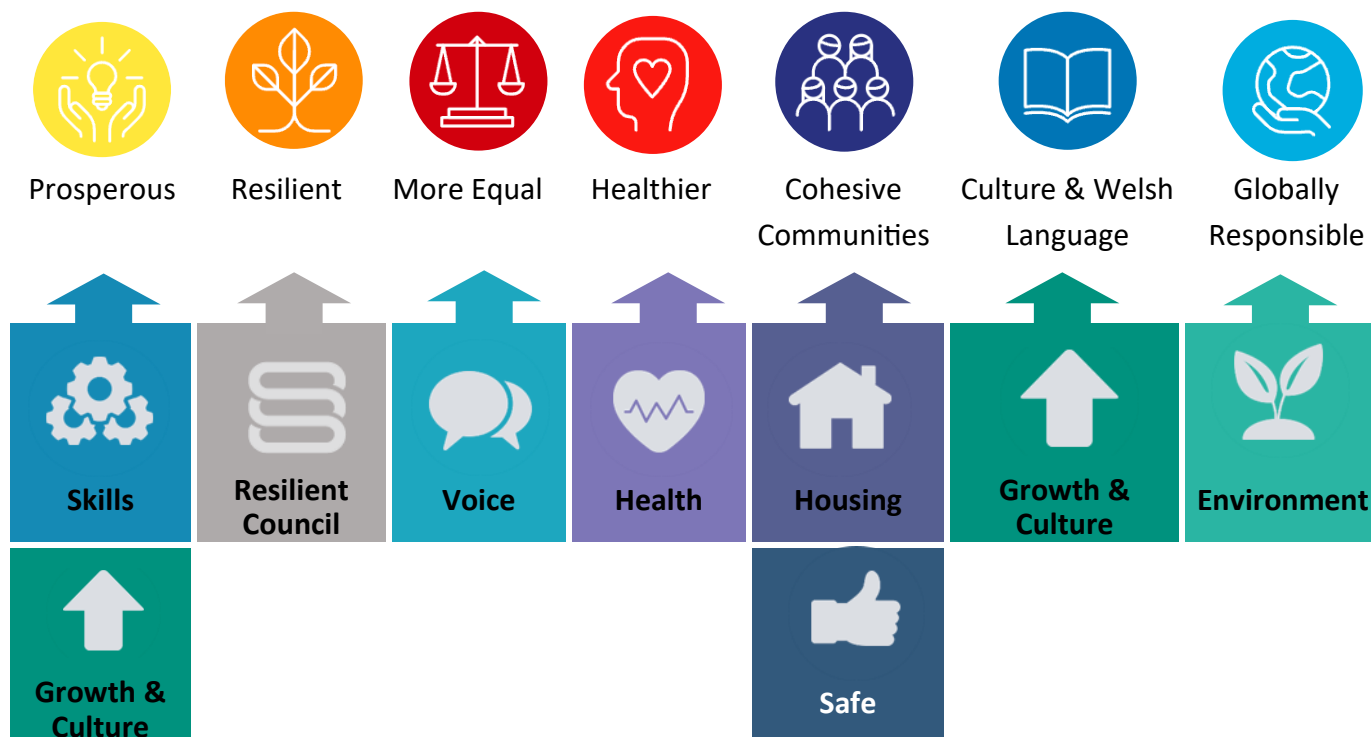 Prosperous
Resilient
More Equal
Healthier
Cohesive
Communities
Culture & Welsh
Language
Globally
Responsible
Skills
Resilient
Council
Voice
Health
Housing
Growth &
Culture
Environment
Growth &
Culture
Safe